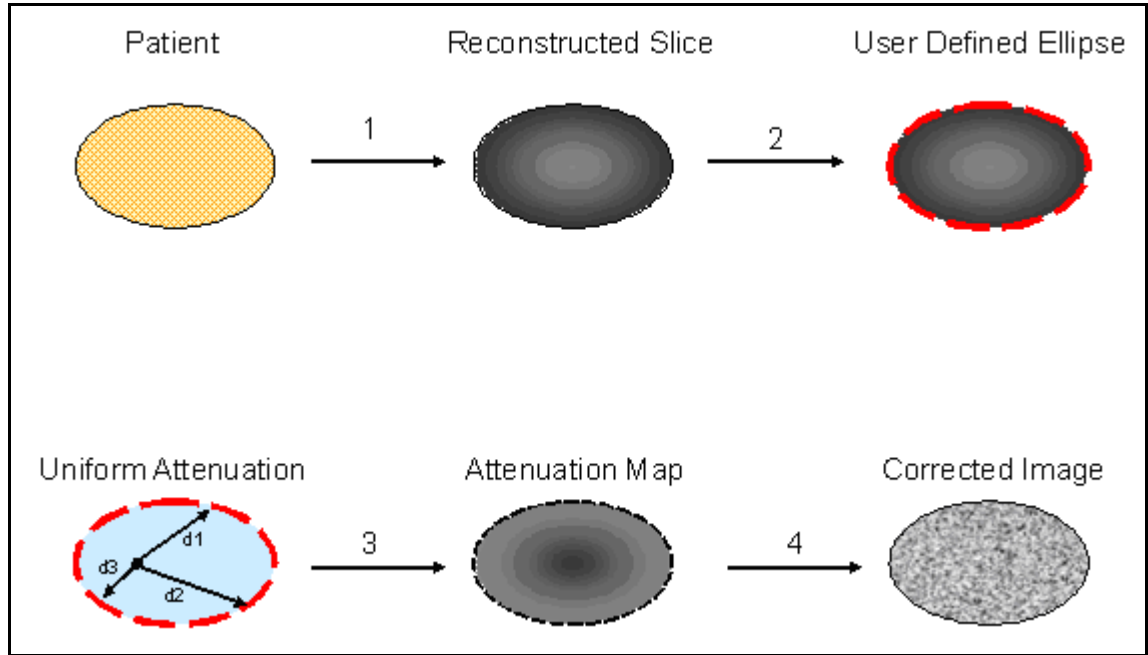 Patient
Reconstructed Slice
User Defined Ellipse
1
2
Uniform Attenuation
Attenuation Map
Corrected Image
d1
d3
d2
3
4